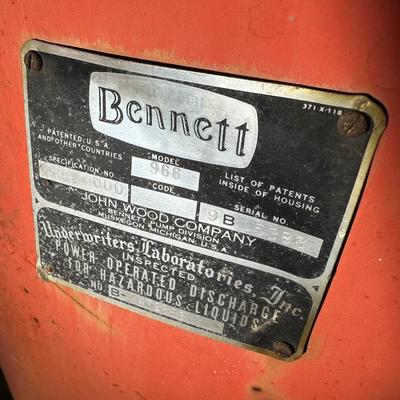 371-X-118
Bennett
PATENTED, U.S.A.
AND OTHER COUNTRIES
MODEL
966
LIST OF PATENTS
INSIDE OF HOUSING
SPECIFICATION NO.
CODE
SERIAL NO.
9B
JOHN WOOD COMPANY
BENNETT PUMP DIVISION
MUSKEGON, MICHIGAN, U.S.A.
Underwriters Laboratories, Inc.
INSPECTED
POWER OPERATED DISCHARGE
FOR HAZARDOUS LIQUIDS
NO. B-